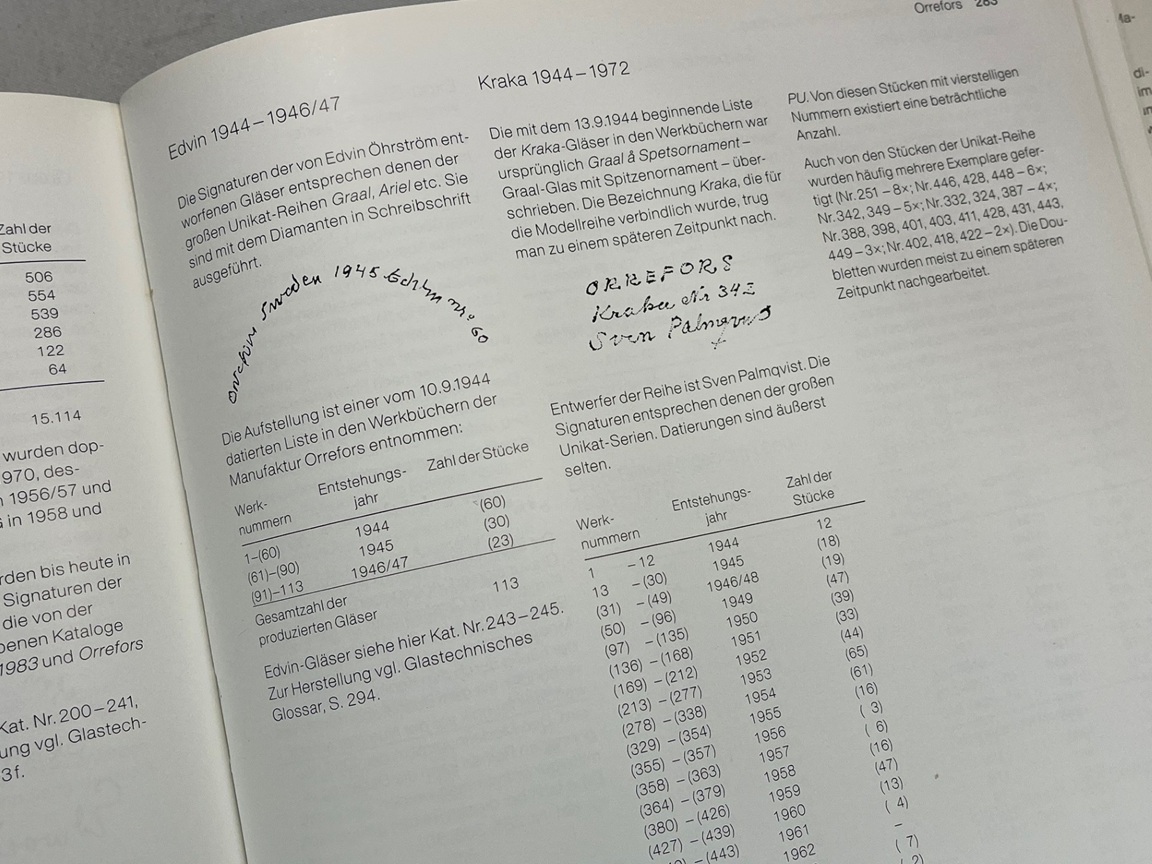 Zahl der
Stücke
506
554
539
286
122
64
15.114
wurden dop-
970, des-
1956/57 und
in 1958 und
rden bis heute in
Signaturen der
die von der
benen Kataloge
1983 und Orrefors
Kat. Nr. 200–241,
ung vgl. Glastech-
3f.
Orrefors
Edvin 1944–1946/47
Die Signaturen der von Edvin Öhrström ent-
worfenen Gläser entsprechen denen der
großen Unikat-Reihen Graal, Ariel etc. Sie
sind mit dem Diamanten in Schreibschrift
ausgeführt.
Sweden 1945
Die Aufstellung ist einer vom 10.9.1944
datierten Liste in den Werkbüchern der
Manufaktur Orrefors entnommen:
Werk- Entstehungs- Zahl der Stücke
nummern jahr
1–(60) 1944 (60)
(61)–(90) 1945 (30)
(91)–113 1946/47 (23)
Gesamtzahl der
produzierten Gläser 113
Edvin-Gläser siehe hier Kat. Nr. 243–245.
Zur Herstellung vgl. Glastechnisches
Glossar, S. 294.
Kraka 1944–1972
Die mit dem 13.9.1944 beginnende Liste
der Kraka-Gläser in den Werkbüchern war
ursprünglich Graal å Spetsornament –
Graal-Glas mit Spitzenornament – über-
schrieben. Die Bezeichnung Kraka, die für
die Modellreihe verbindlich wurde, trug
man zu einem späteren Zeitpunkt nach.
ORREFORS
Kraka Nr 342
Sven Palmqvist
Entwerfer der Reihe ist Sven Palmqvist. Die
Signaturen entsprechen denen der großen
Unikat-Serien. Datierungen sind äußerst
selten.
Werk- Entstehungs- Zahl der
nummern jahr Stücke
1 –12 1944 12
13 –(30) 1945 (18)
(31) –(49) 1946/48 (19)
(50) –(96) 1949 (47)
(97) –(135) 1950 (39)
(136) –(168) 1951 (33)
(169) –(212) 1952 (44)
(213) –(277) 1953 (65)
(278) –(338) 1954 (61)
(329) –(354) 1955 (16)
(355) –(357) 1956 ( 3)
(358) –(363) 1957 ( 6)
(364) –(379) 1958 (16)
(380) –(426) 1959 (47)
(427) –(439) 1960 (13)
–(443) 1961 ( 4)
1962 –
( 7)
PU. Von diesen Stücken mit vierstelligen
Nummern existiert eine beträchtliche
Anzahl.
Auch von den Stücken der Unikat-Reihe
wurden häufig mehrere Exemplare gefer-
tigt (Nr. 251 – 8×; Nr. 446, 428, 448 – 6×;
Nr. 342, 349 – 5×; Nr. 332, 324, 387 – 4×;
Nr. 388, 398, 401, 403, 411, 428, 431, 443,
449 – 3×; Nr. 402, 418, 422 – 2×). Die Dou-
bletten wurden meist zu einem späteren
Zeitpunkt nachgearbeitet.